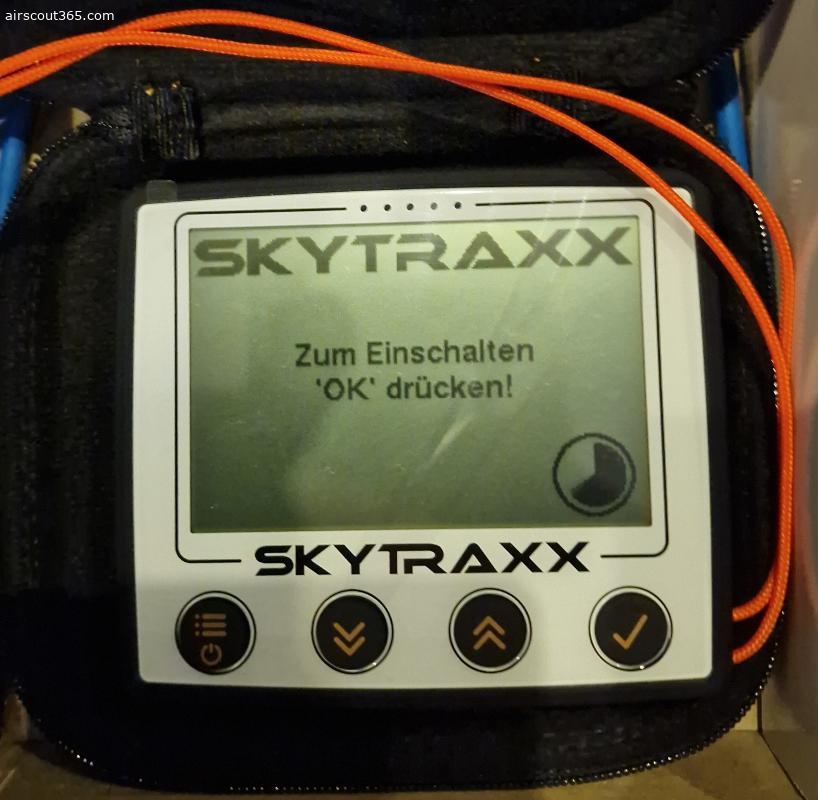 airscout365.com
SKYTRAXX
Zum Einschalten
'OK' drücken!
SKYTRAXX